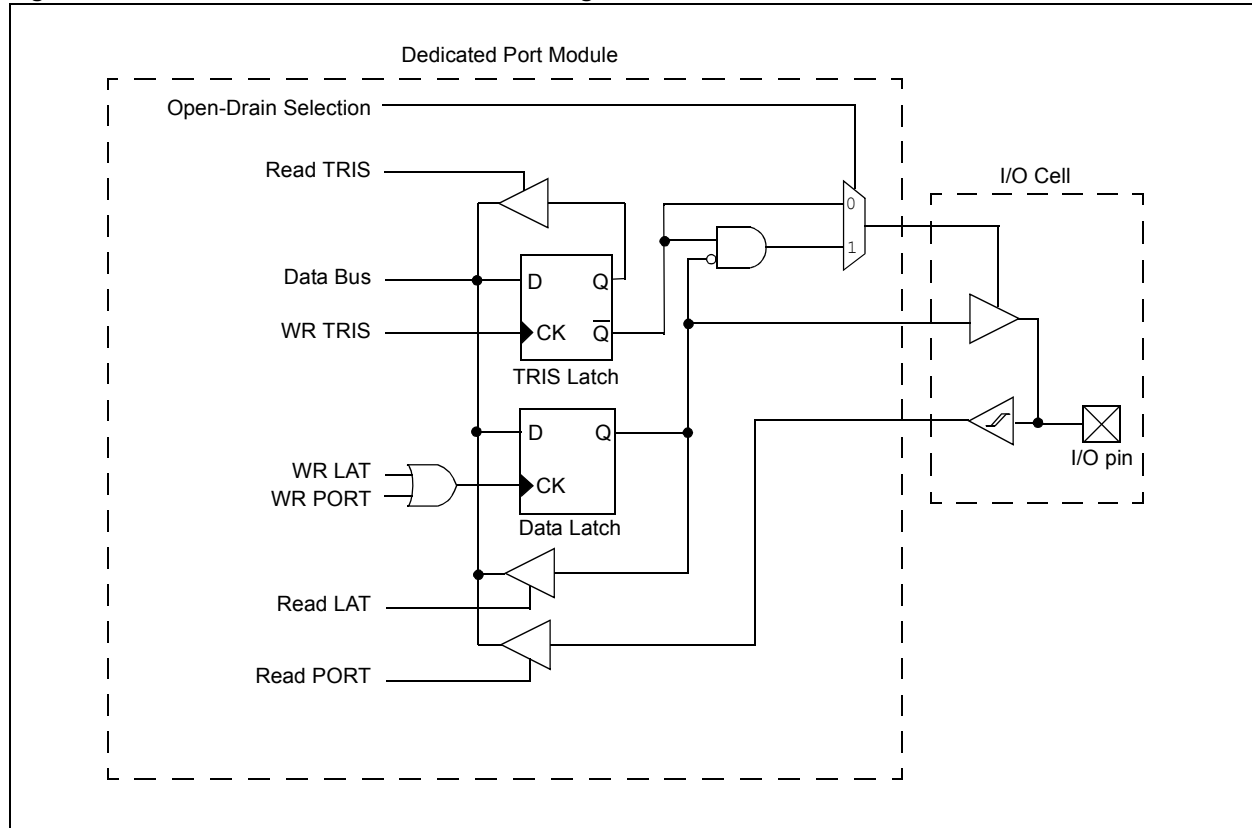 Dedicated Port Module
Open-Drain Selection
Read TRIS
I/O Cell
0
1
Data Bus
D
Q
WR TRIS
CK
Q̅
TRIS Latch
D
Q
WR LAT
WR PORT
CK
I/O pin
Data Latch
Read LAT
Read PORT